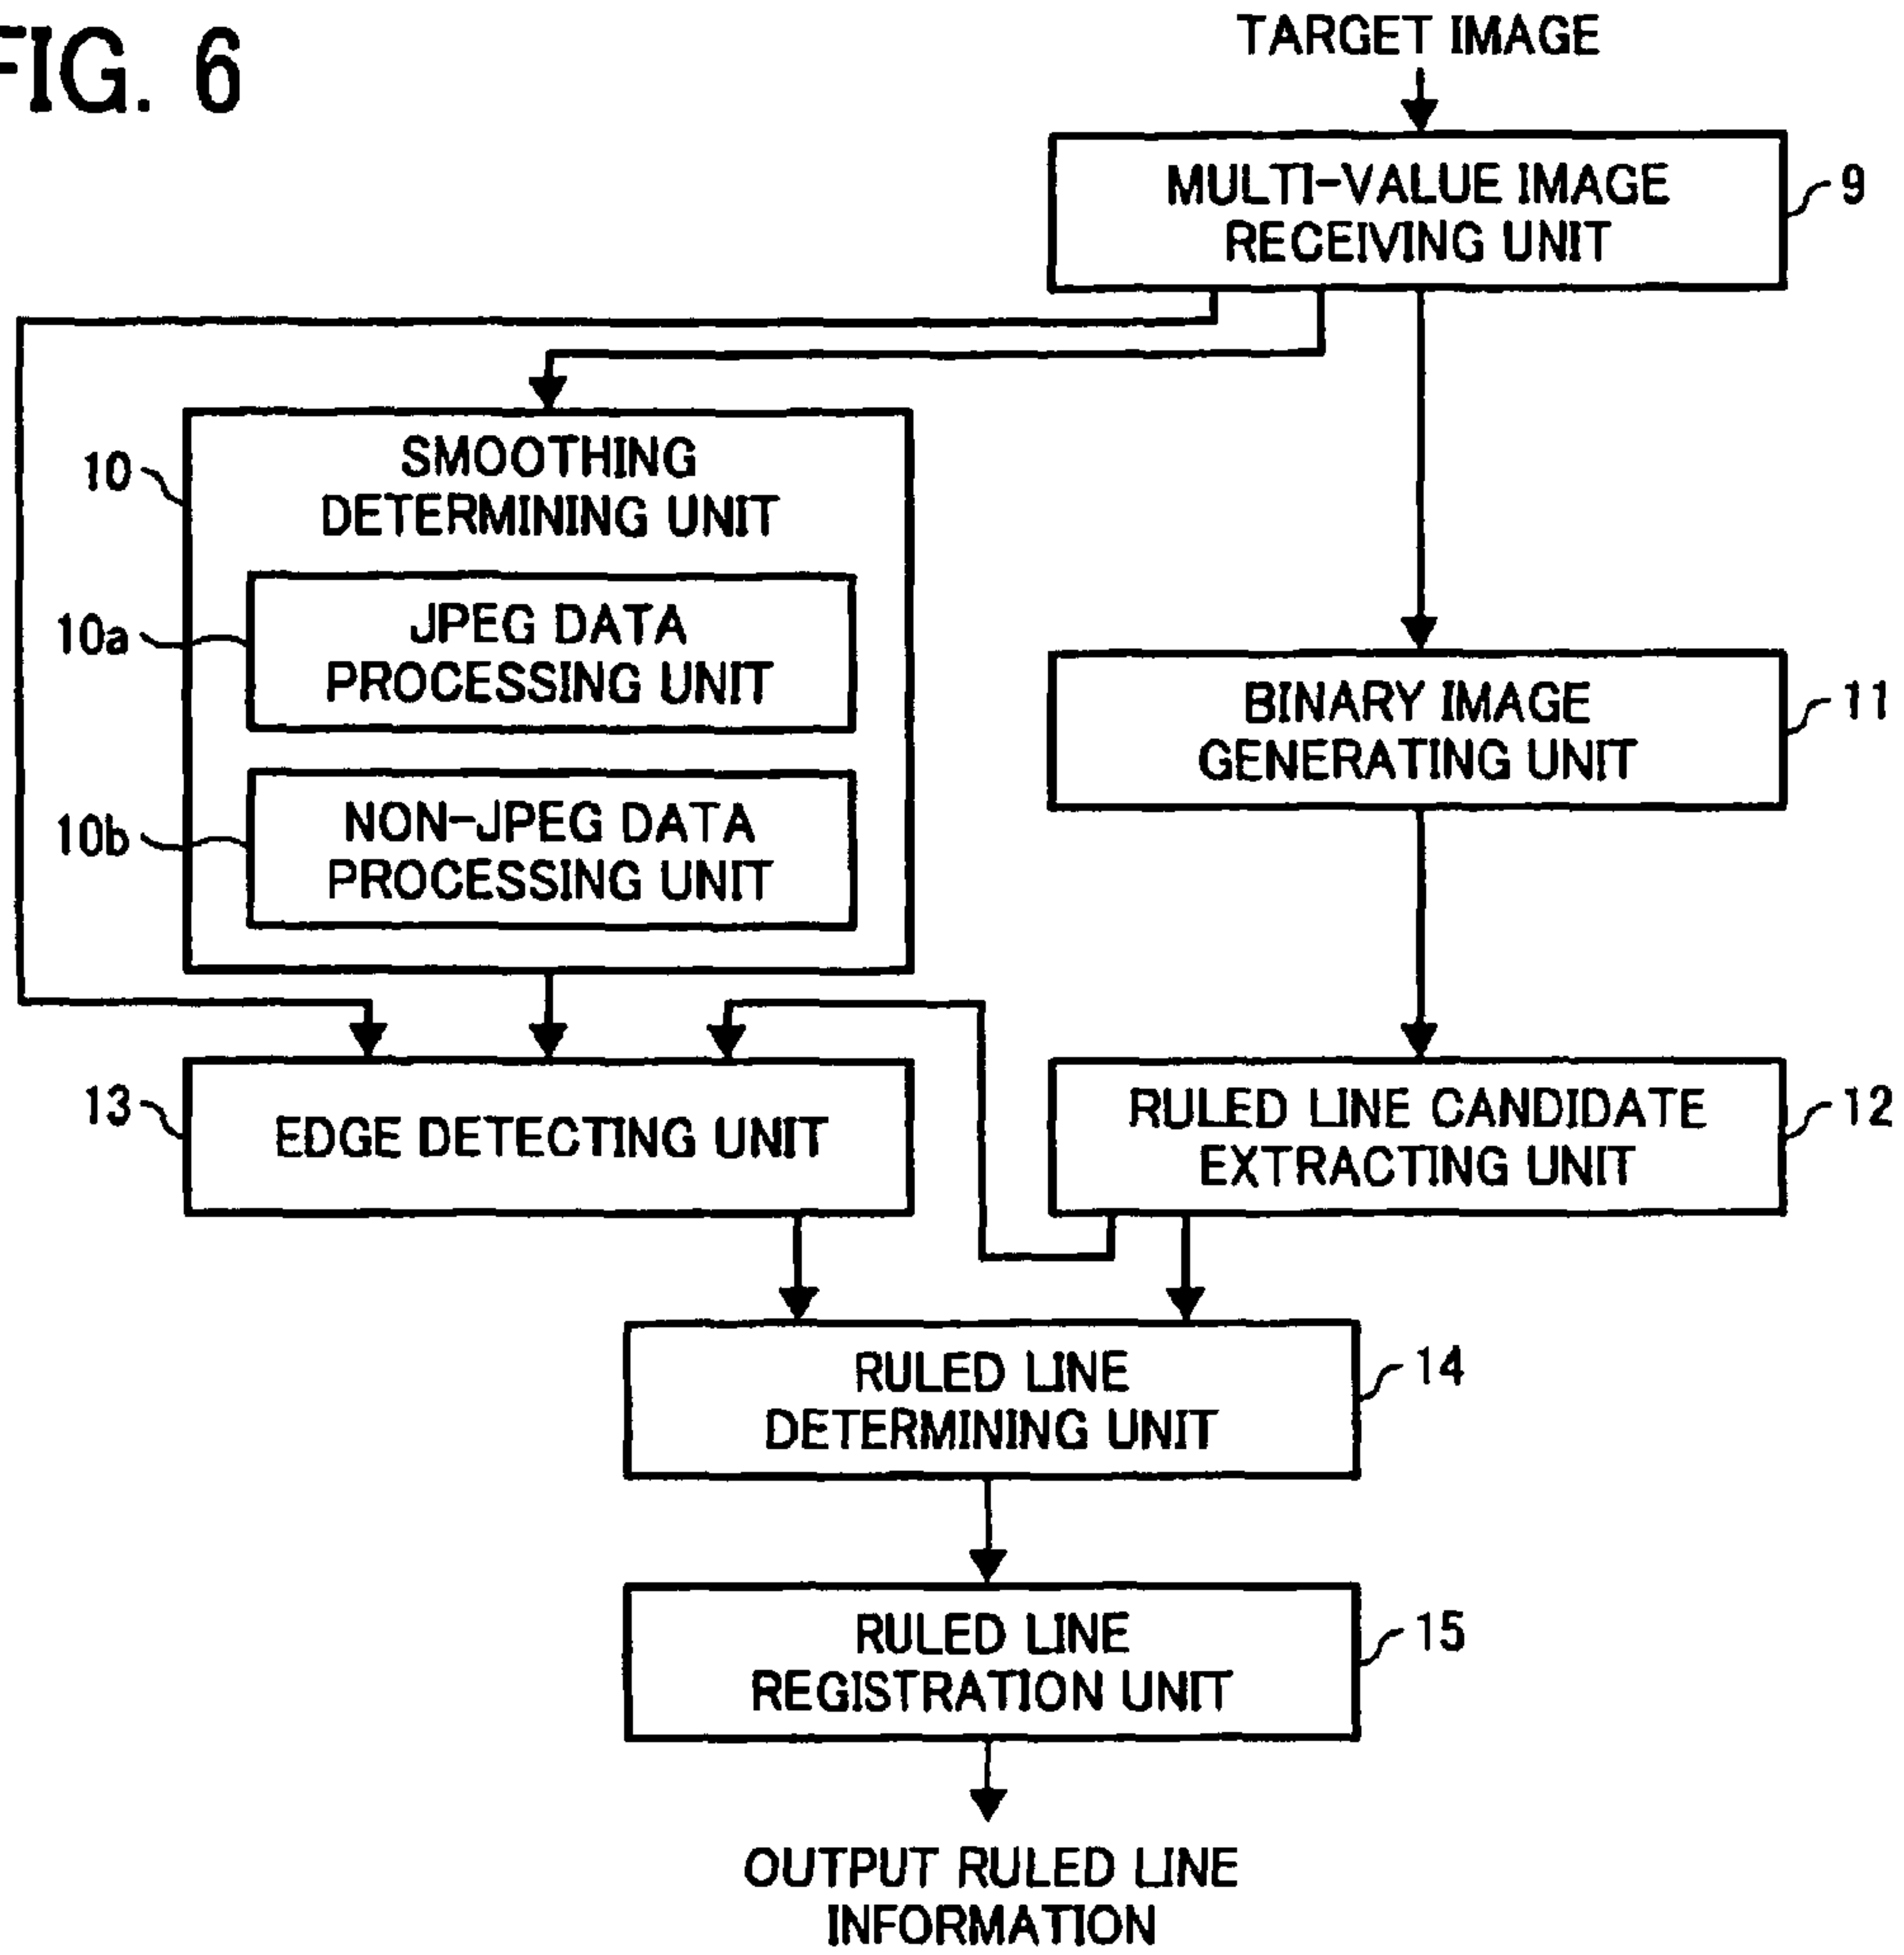 FIG. 6
TARGET IMAGE
MULTI-VALUE IMAGE
RECEIVING UNIT
9
10
SMOOTHING
DETERMINING UNIT
10a
JPEG DATA
PROCESSING UNIT
10b
NON-JPEG DATA
PROCESSING UNIT
BINARY IMAGE
GENERATING UNIT
11
13
EDGE DETECTING UNIT
RULED LINE CANDIDATE
EXTRACTING UNIT
12
RULED LINE
DETERMINING UNIT
14
RULED LINE
REGISTRATION UNIT
15
OUTPUT RULED LINE
INFORMATION